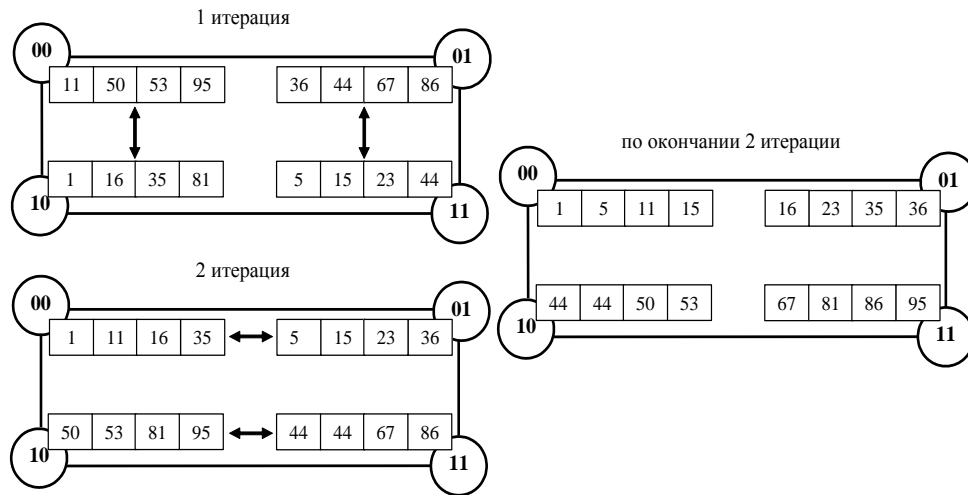 1 итерация
00 01
11 50 53 95 36 44 67 86
1 16 35 81 5 15 23 44
10 11
2 итерация
00 01
1 11 16 35 5 15 23 36
50 53 81 95 44 44 67 86
10 11
по окончании 2 итерации
00 01
1 5 11 15 16 23 35 36
44 44 50 53 67 81 86 95
10 11